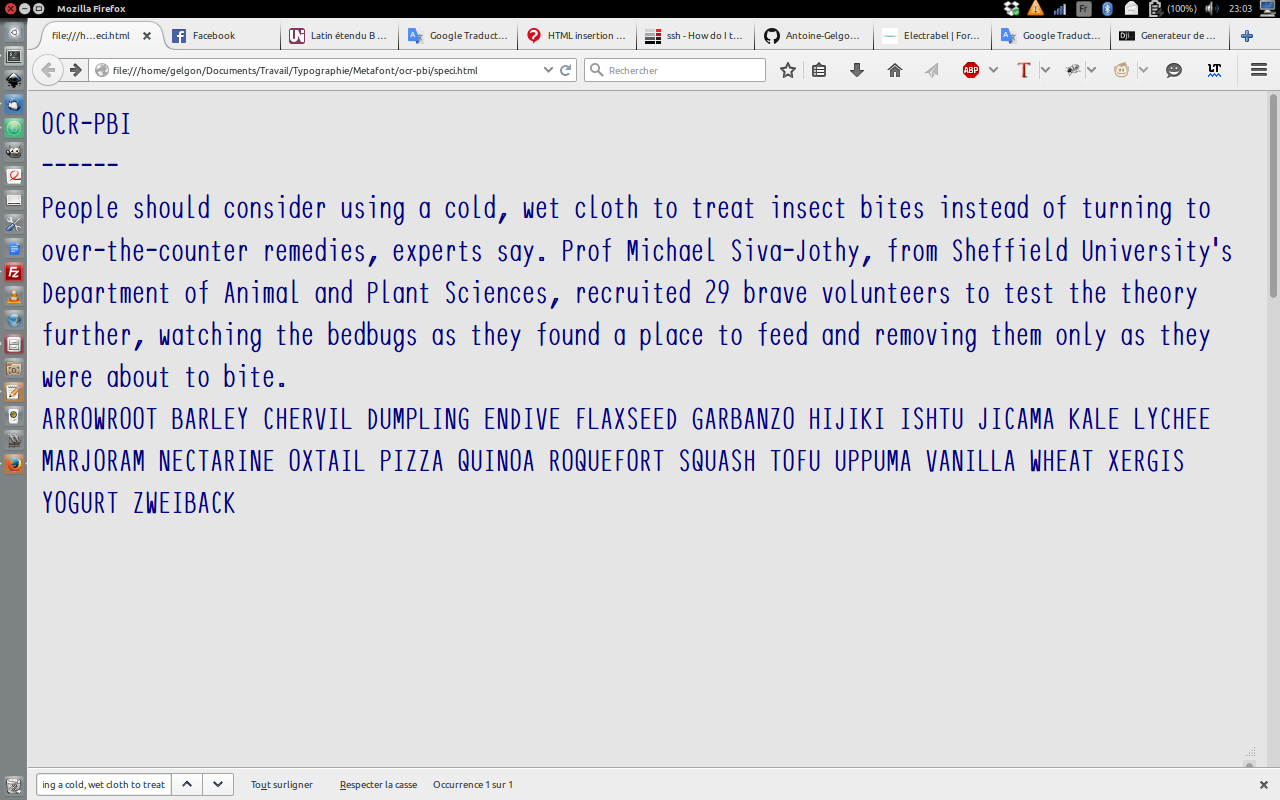 Mozilla Firefox
Fr
(100%)
23:03
file:///h...eci.html
Facebook
Latin étendu B ...
Google Traduct...
HTML insertion ...
ssh - How do I t...
Antoine-Gelgo...
Electrabel | For...
Google Traduct...
Generateur de ...
file:///home/gelgon/Documents/Travail/Typographie/Metafont/ocr-pbi/speci.html
Rechercher
ABP
T
LT
OCR-PBI
------
People should consider using a cold, wet cloth to treat insect bites instead of turning to
over-the-counter remedies, experts say. Prof Michael Siva-Jothy, from Sheffield University's
Department of Animal and Plant Sciences, recruited 29 brave volunteers to test the theory
further, watching the bedbugs as they found a place to feed and removing them only as they
were about to bite.
ARROWROOT BARLEY CHERVIL DUMPLING ENDIVE FLAXSEED GARBANZO HIJIKI ISHTU JICAMA KALE LYCHEE
MARJORAM NECTARINE OXTAIL PIZZA QUINOA ROQUEFORT SQUASH TOFU UPPUMA VANILLA WHEAT XERGIS
YOGURT ZWEIBACK
ing a cold, wet cloth to treat
Tout surligner
Respecter la casse
Occurrence 1 sur 1